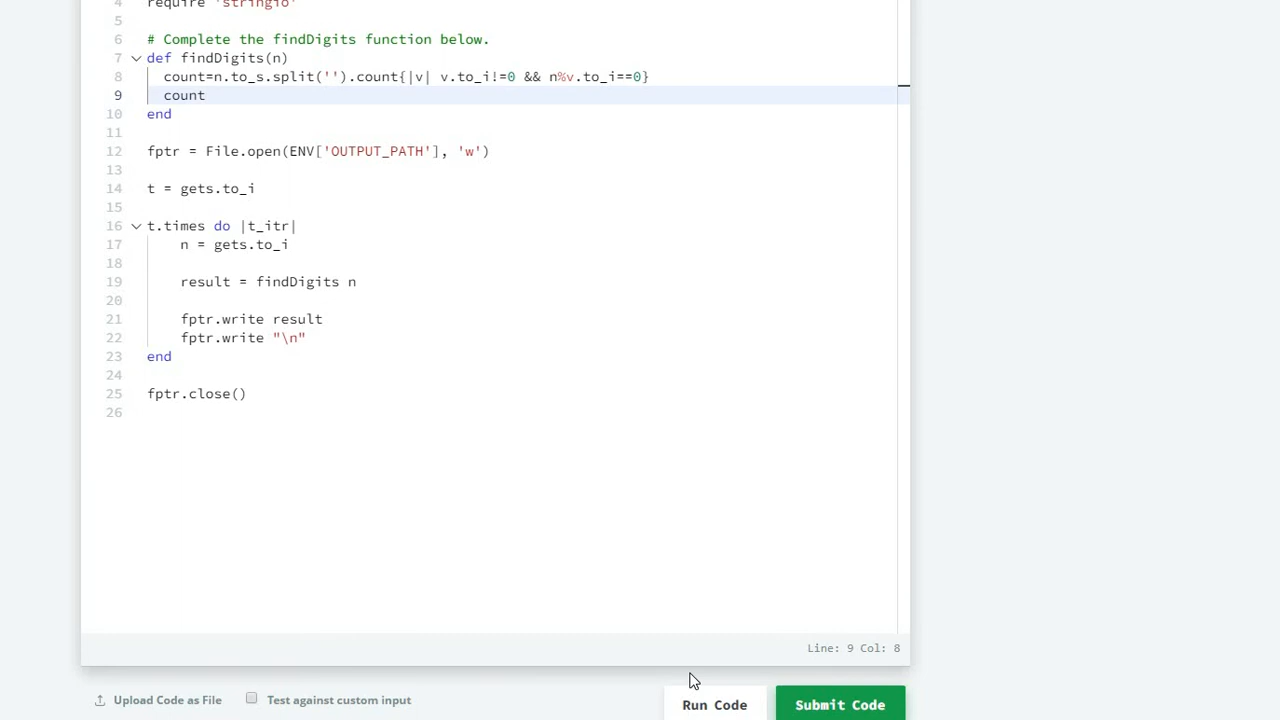 4 require 'stringio'
5
6 # Complete the findDigits function below.
7 def findDigits(n)
8 count=n.to_s.split('').count{|v| v.to_i!=0 && n%v.to_i==0}
9 count
10 end
11
12 fptr = File.open(ENV['OUTPUT_PATH'], 'w')
13
14 t = gets.to_i
15
16 t.times do |t_itr|
17 n = gets.to_i
18
19 result = findDigits n
20
21 fptr.write result
22 fptr.write "\n"
23 end
24
25 fptr.close()
26
Line: 9 Col: 8
Upload Code as File Test against custom input Run Code Submit Code